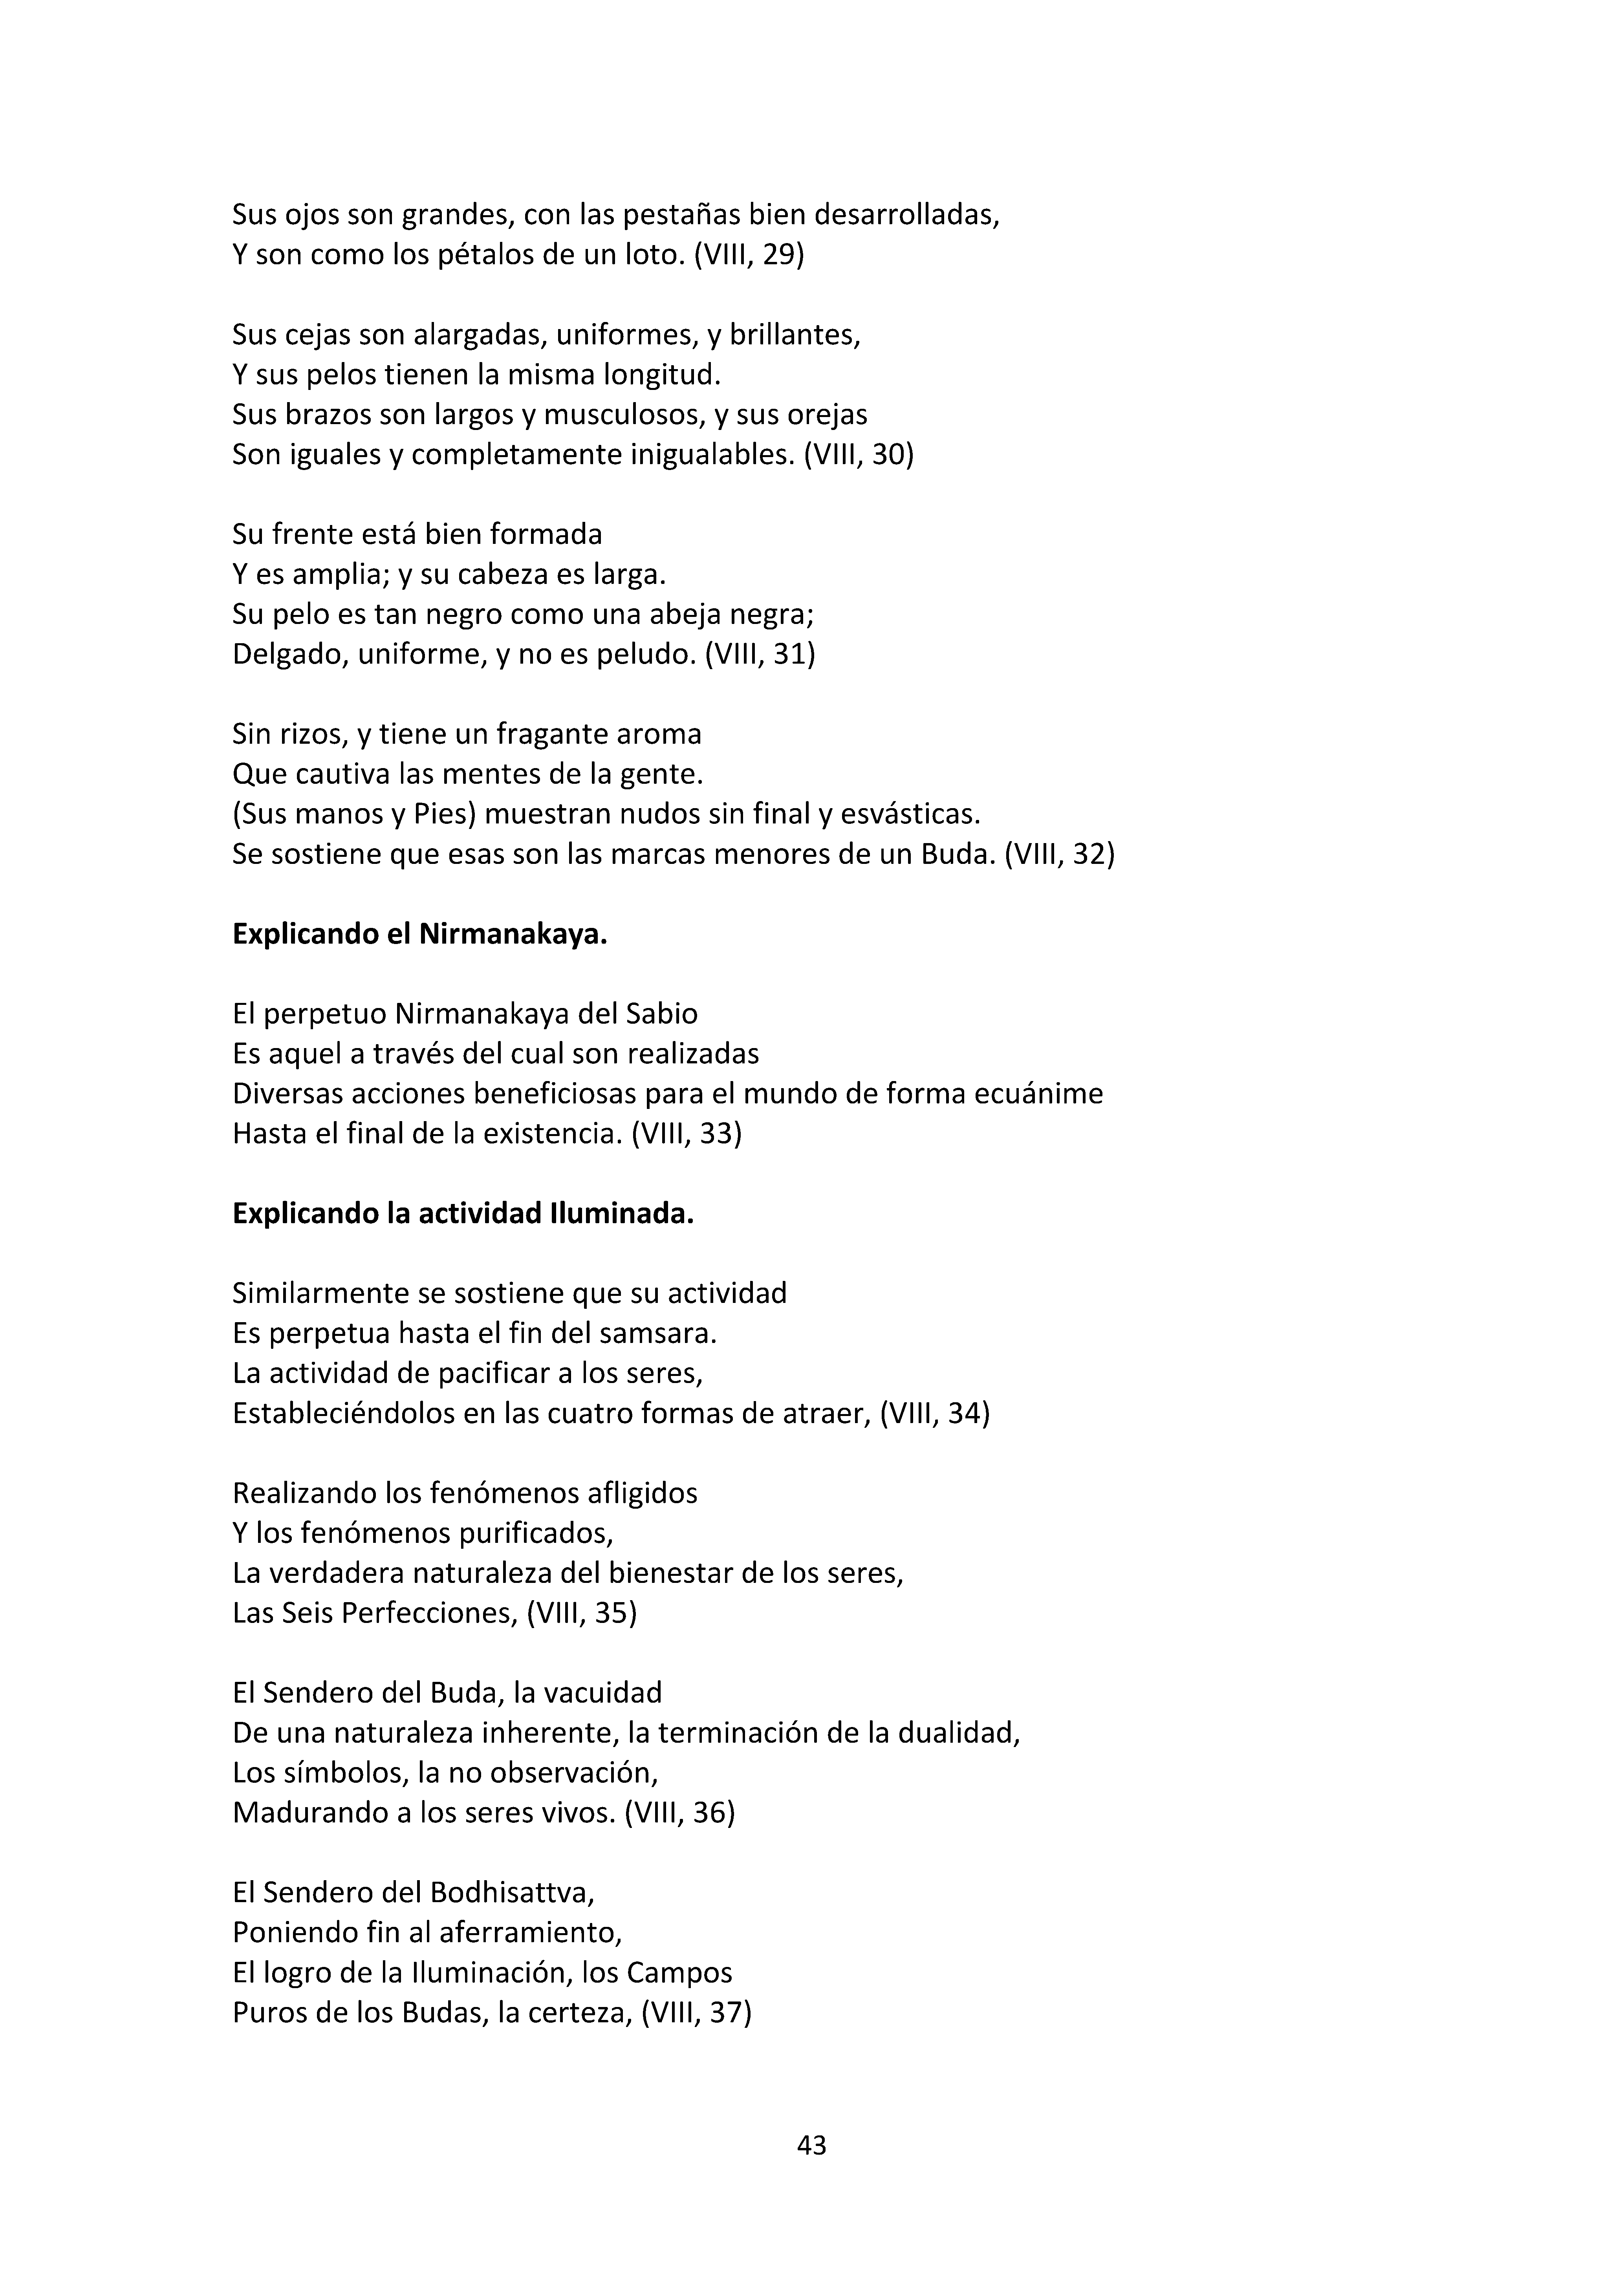 Sus ojos son grandes, con las pestañas bien desarrolladas,
Y son como los pétalos de un loto. (VIII, 29)
Sus cejas son alargadas, uniformes, y brillantes,
Y sus pelos tienen la misma longitud.
Sus brazos son largos y musculosos, y sus orejas
Son iguales y completamente inigualables. (VIII, 30)
Su frente está bien formada
Y es amplia; y su cabeza es larga.
Su pelo es tan negro como una abeja negra;
Delgado, uniforme, y no es peludo. (VIII, 31)
Sin rizos, y tiene un fragante aroma
Que cautiva las mentes de la gente.
(Sus manos y Pies) muestran nudos sin final y esvásticas.
Se sostiene que esas son las marcas menores de un Buda. (VIII, 32)
Explicando el Nirmanakaya.
El perpetuo Nirmanakaya del Sabio
Es aquel a través del cual son realizadas
Diversas acciones beneficiosas para el mundo de forma ecuánime
Hasta el final de la existencia. (VIII, 33)
Explicando la actividad Iluminada.
Similarmente se sostiene que su actividad
Es perpetua hasta el fin del samsara.
La actividad de pacificar a los seres,
Estableciéndolos en las cuatro formas de atraer, (VIII, 34)
Realizando los fenómenos afligidos
Y los fenómenos purificados,
La verdadera naturaleza del bienestar de los seres,
Las Seis Perfecciones, (VIII, 35)
El Sendero del Buda, la vacuidad
De una naturaleza inherente, la terminación de la dualidad,
Los símbolos, la no observación,
Madurando a los seres vivos. (VIII, 36)
El Sendero del Bodhisattva,
Poniendo fin al aferramiento,
El logro de la Iluminación, los Campos
Puros de los Budas, la certeza, (VIII, 37)
43